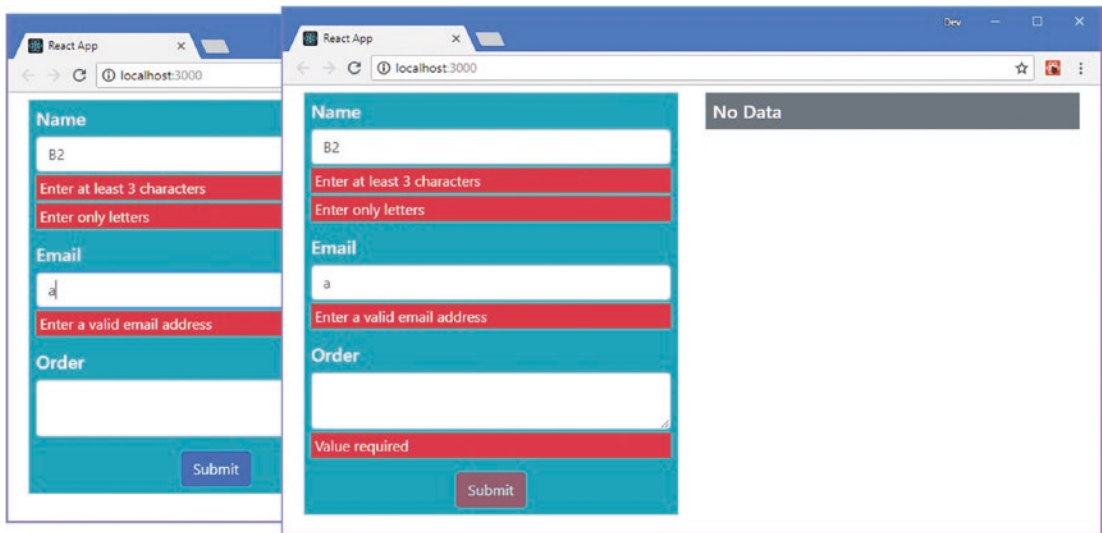 React App
localhost:3000
Name
B2
Enter at least 3 characters
Enter only letters
Email
a
Enter a valid email address
Order
Submit
Dev
React App
localhost:3000
Name
B2
Enter at least 3 characters
Enter only letters
Email
a
Enter a valid email address
Order
Value required
Submit
No Data